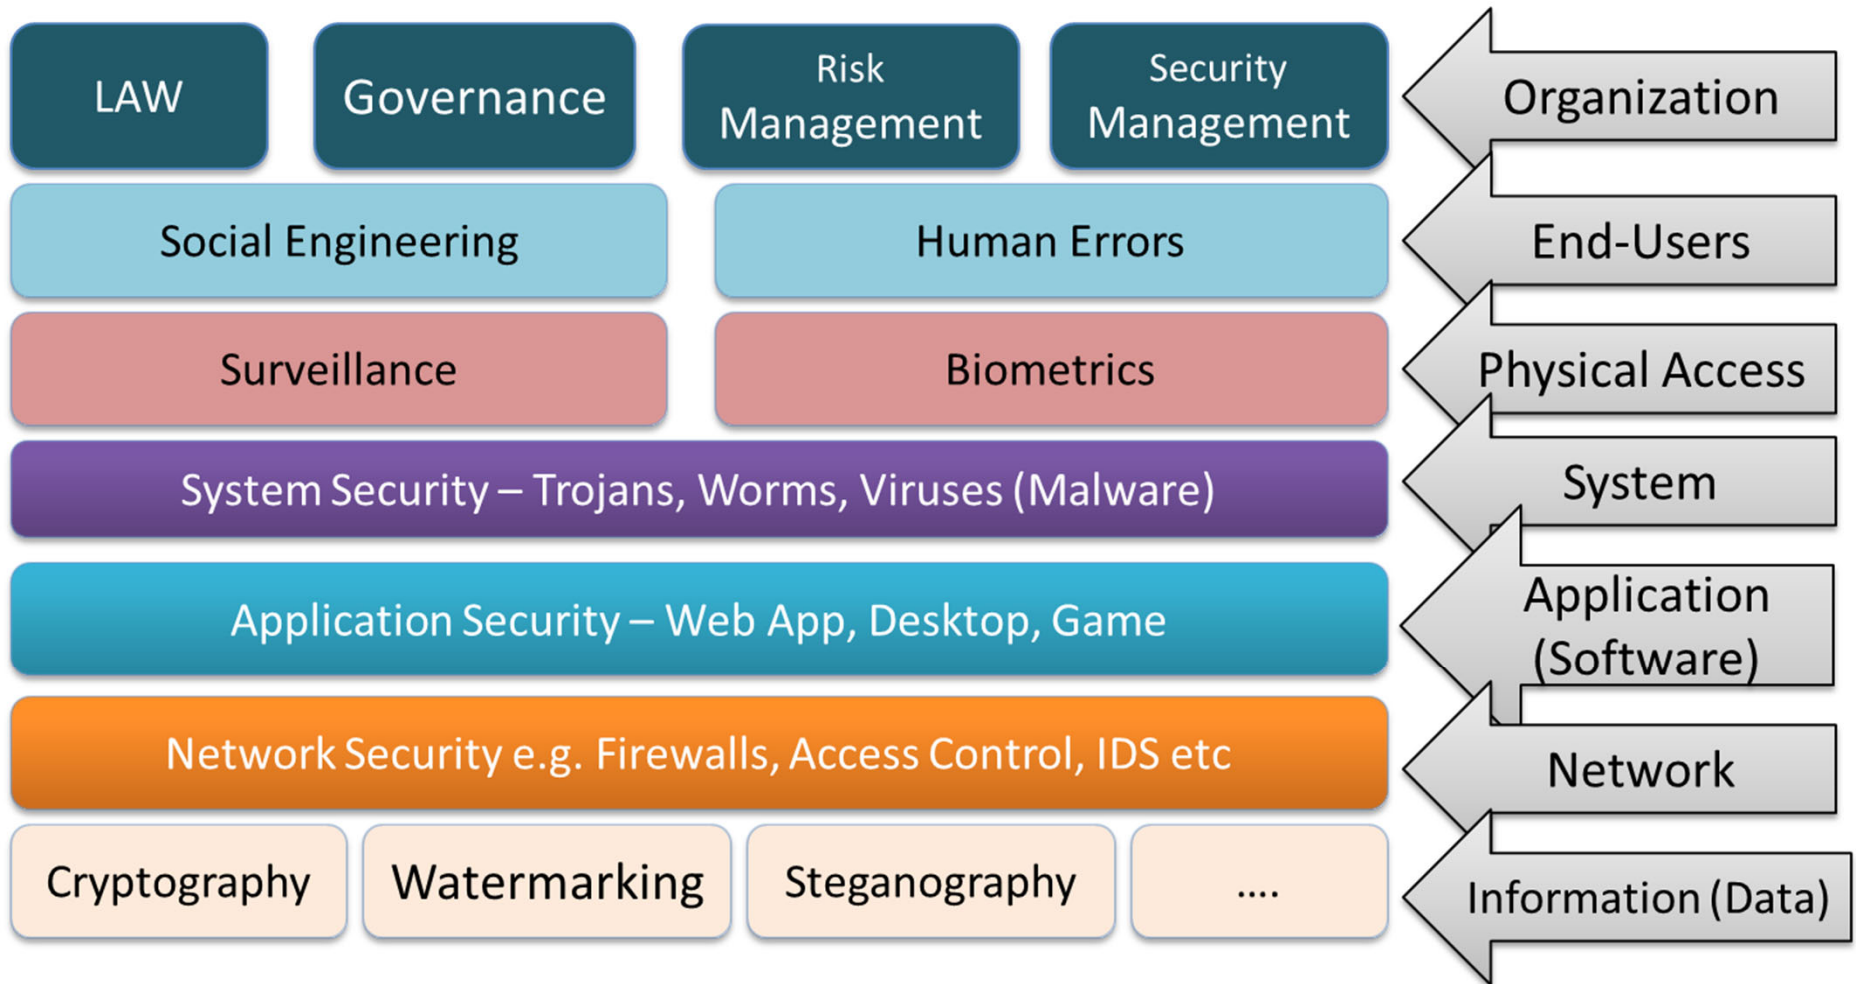 LAW
Governance
Risk
Management
Security
Management
Organization
Social Engineering
Human Errors
End-Users
Surveillance
Biometrics
Physical Access
System Security – Trojans, Worms, Viruses (Malware)
System
Application Security – Web App, Desktop, Game
Application
(Software)
Network Security e.g. Firewalls, Access Control, IDS etc
Network
Cryptography
Watermarking
Steganography
....
Information (Data)